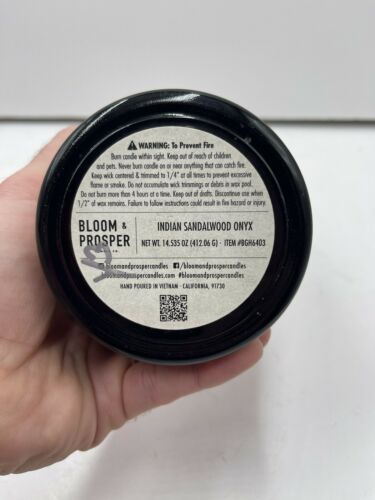 ⚠ WARNING: To Prevent Fire
Burn candle within sight. Keep out of reach of children
and pets. Never burn candle on or near anything that can catch fire.
Keep wick centered & trimmed to 1/4" at all times to prevent excessive
flame or smoke. Do not accumulate wick trimmings or debris in wax pool.
Do not burn more than 4 hours at a time. Keep out of drafts. Discontinue use when
1/2" of wax remains. Failure to follow instructions could result in fire hazard or injury.
BLOOM &
PROSPER
INDIAN SANDALWOOD ONYX
NET WT. 14.535 OZ (412.06 G) · ITEM #BGH6403
bloomandprospercandles /bloomandprospercandles
bloomandprospercandles.com #bloomandprospercandles
HAND POURED IN VIETNAM · CALIFORNIA, 91730